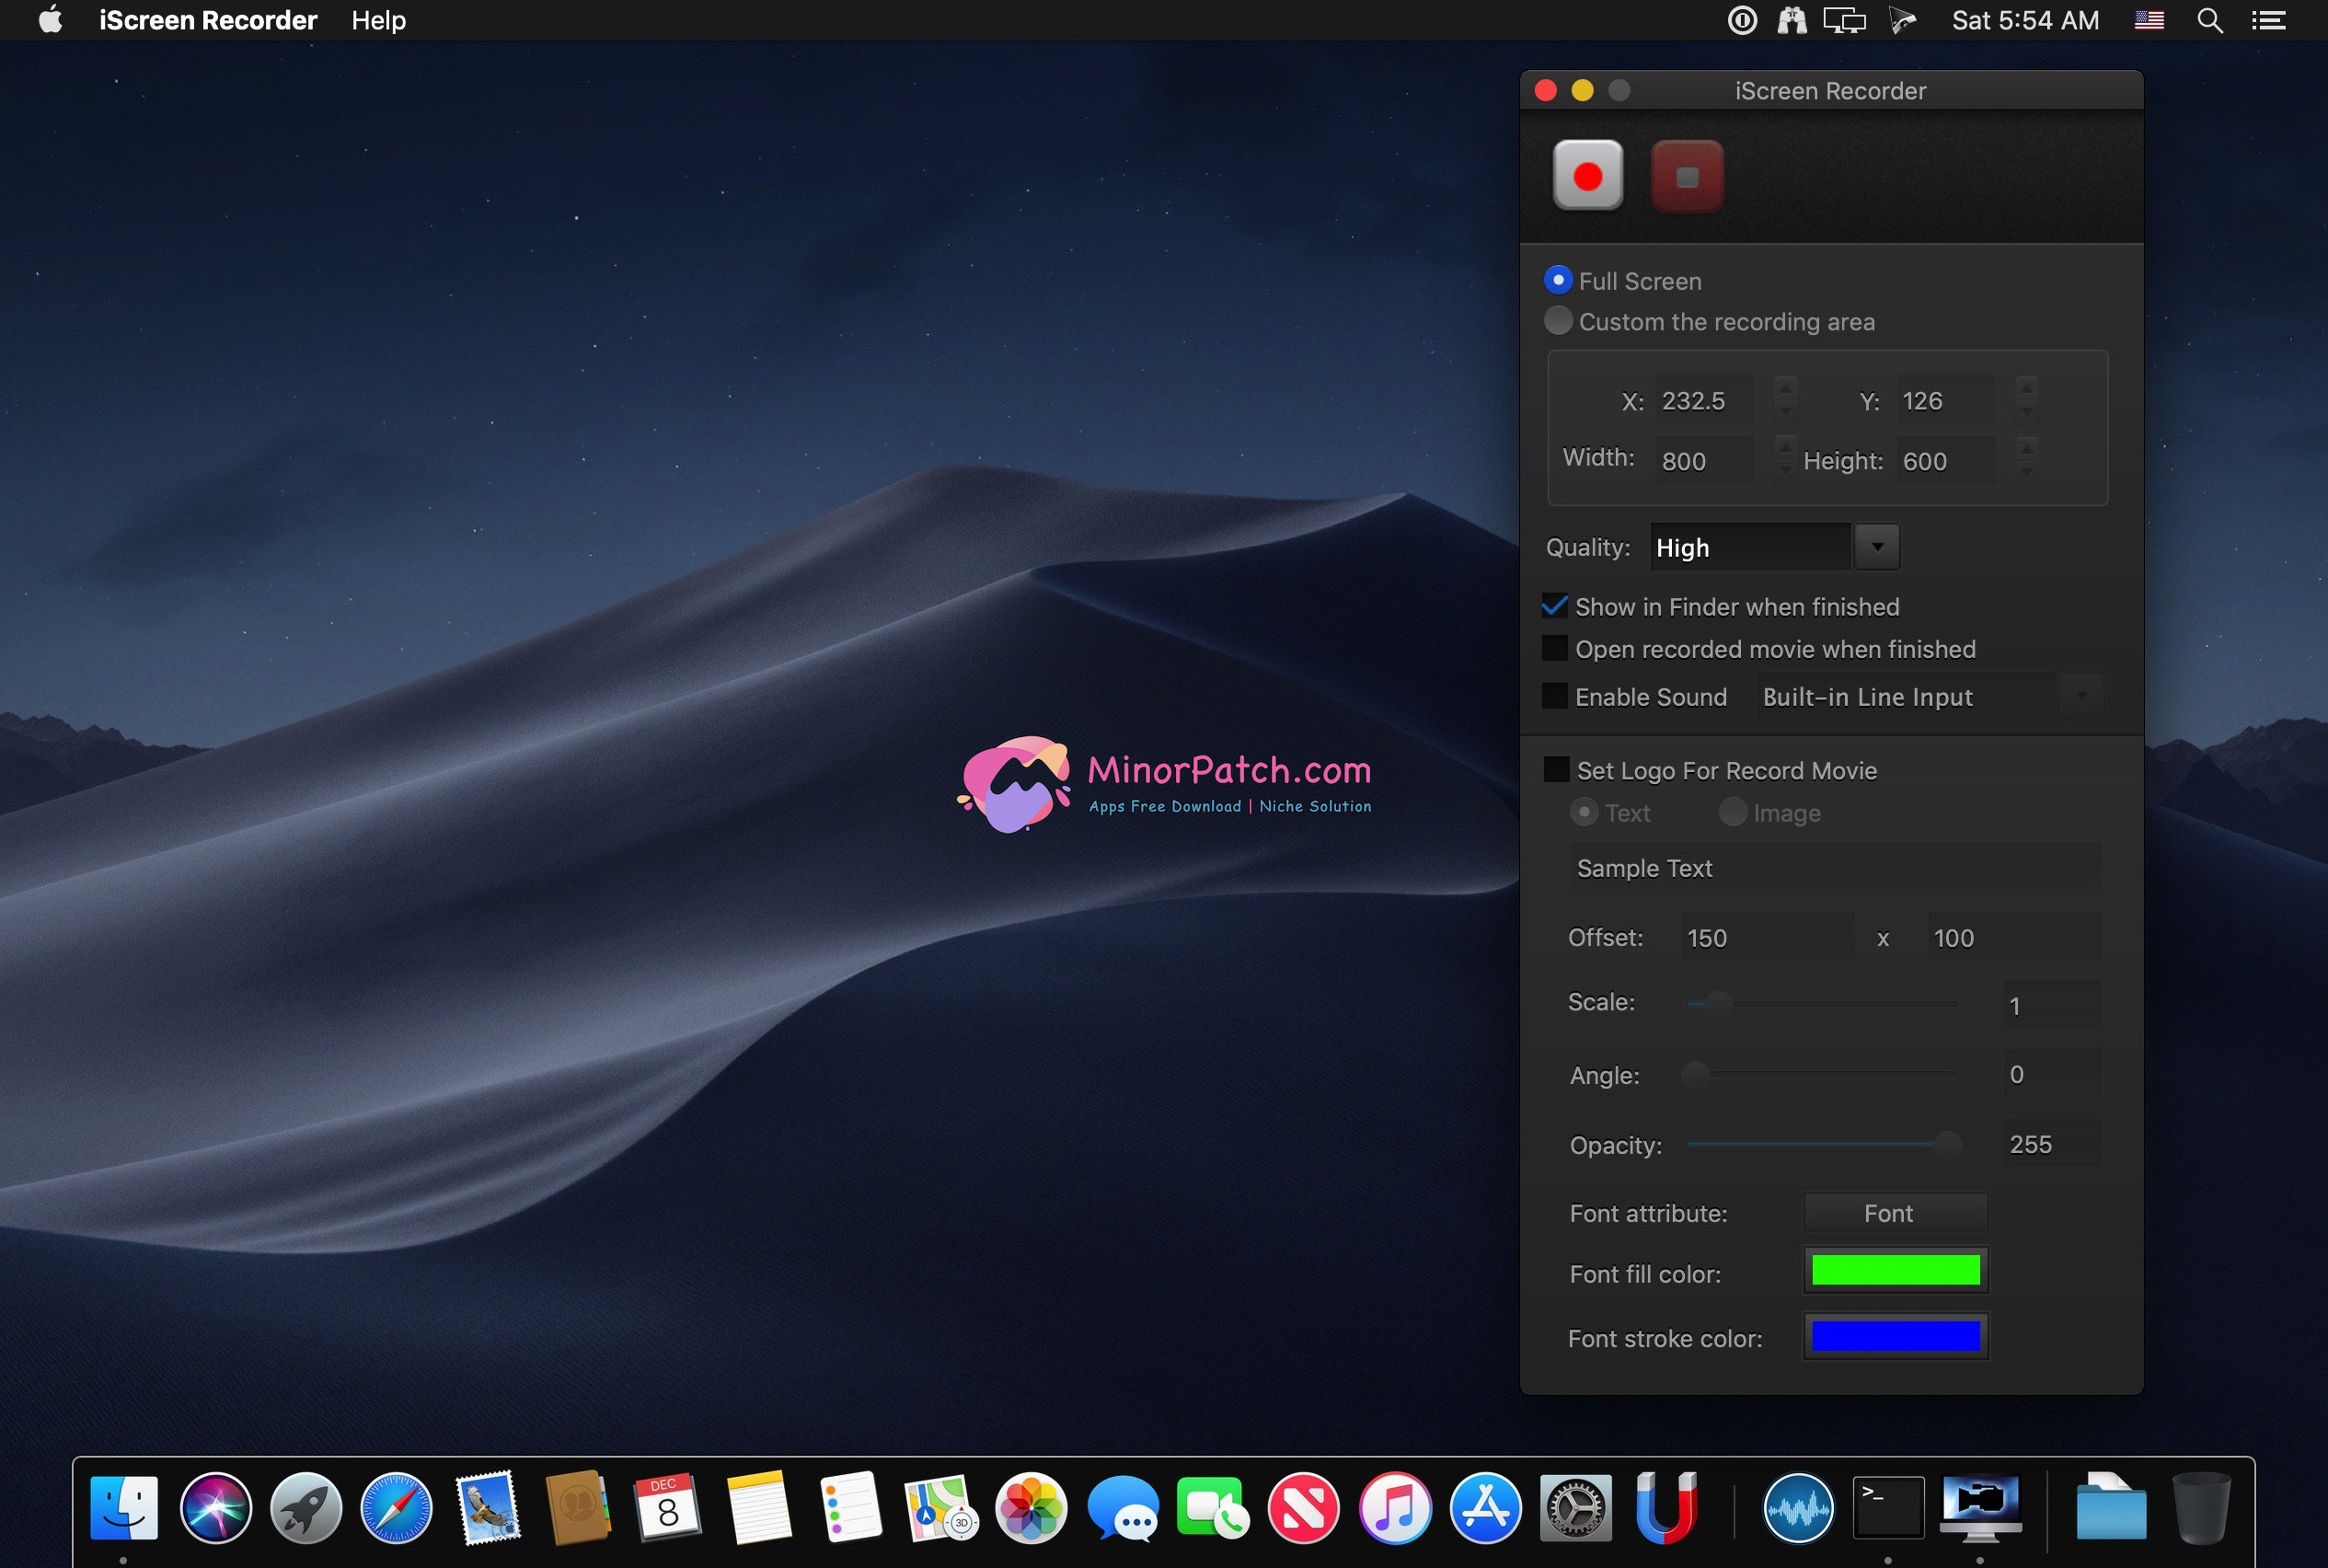 iScreen Recorder Help Sat 5:54 AM
iScreen Recorder
Full Screen
Custom the recording area
X: 232.5 Y: 126
Width: 800 Height: 600
Quality: High
Show in Finder when finished
Open recorded movie when finished
Enable Sound Built-in Line Input
MinorPatch.com
Apps Free Download | Niche Solution
Set Logo For Record Movie
Text Image
Sample Text
Offset: 150 x 100
Scale: 1
Angle: 0
Opacity: 255
Font attribute: Font
Font fill color:
Font stroke color:
DEC
8
3D
>_